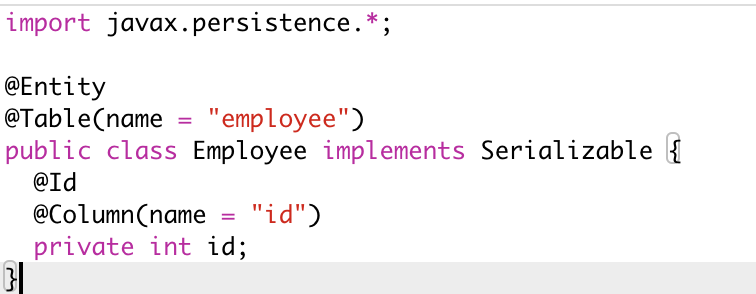 import javax.persistence.*;
@Entity
@Table(name = "employee")
public class Employee implements Serializable {
@Id
@Column(name = "id")
private int id;
}